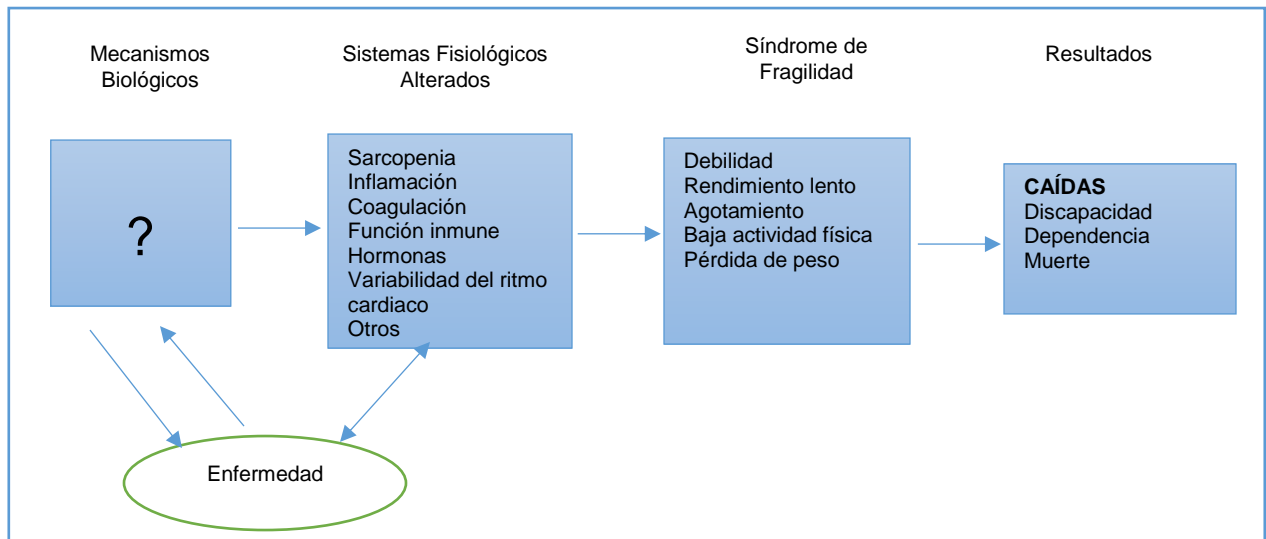 Mecanismos
Biológicos
Sistemas Fisiológicos
Alterados
Síndrome de
Fragilidad
Resultados
?
Sarcopenia
Inflamación
Coagulación
Función inmune
Hormonas
Variabilidad del ritmo
cardiaco
Otros
Debilidad
Rendimiento lento
Agotamiento
Baja actividad física
Pérdida de peso
CAÍDAS
Discapacidad
Dependencia
Muerte
Enfermedad